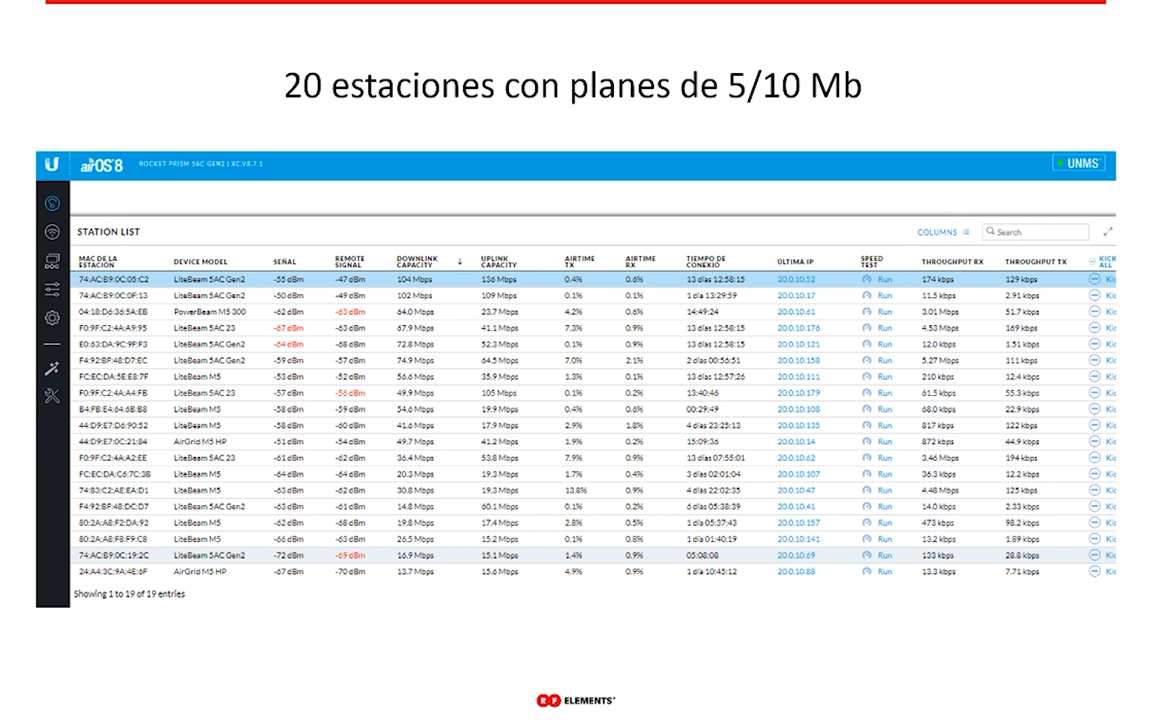 20 estaciones con planes de 5/10 Mb
airOS 8 ROCKET PRISM 5AC GEN2 | XC.V8.7.1 UNMS
STATION LIST COLUMNS Search
MAC DE LA ESTACIÓN DEVICE MODEL SEÑAL REMOTE SIGNAL DOWNLINK CAPACITY ↓ UPLINK CAPACITY AIRTIME TX AIRTIME RX TIEMPO DE CONEXIO ÚLTIMA IP SPEED TEST THROUGHPUT RX THROUGHPUT TX KICK ALL
74:AC:B9:0C:05:C2 LiteBeam 5AC Gen2 -55 dBm -47 dBm 104 Mbps 136 Mbps 0.4% 0.6% 13 días 12:58:15 20.0.10.52 Run 174 kbps 129 kbps Kic
74:AC:B9:0C:0F:13 LiteBeam 5AC Gen2 -50 dBm -49 dBm 102 Mbps 109 Mbps 0.1% 0.1% 1 día 13:29:59 20.0.10.17 Run 11.5 kbps 2.91 kbps Kic
04:18:D6:36:5A:EB PowerBeam M5 300 -62 dBm -63 dBm 64.0 Mbps 23.7 Mbps 4.2% 0.6% 14:49:24 20.0.10.61 Run 3.01 Mbps 51.7 kbps Kic
F0:9F:C2:4A:A9:95 LiteBeam 5AC 23 -67 dBm -63 dBm 67.9 Mbps 41.1 Mbps 7.3% 0.9% 13 días 12:58:15 20.0.10.176 Run 4.53 Mbps 169 kbps Kic
E0:63:DA:9C:9F:F3 LiteBeam 5AC Gen2 -64 dBm -68 dBm 72.8 Mbps 52.3 Mbps 0.1% 0.9% 13 días 12:58:15 20.0.10.121 Run 12.0 kbps 1.51 kbps Kic
F4:92:BF:48:D7:EC LiteBeam 5AC Gen2 -59 dBm -57 dBm 74.9 Mbps 64.5 Mbps 7.0% 2.1% 2 días 00:56:51 20.0.10.158 Run 5.27 Mbps 111 kbps Kic
FC:EC:DA:5E:E8:7F LiteBeam M5 -53 dBm -52 dBm 56.6 Mbps 35.9 Mbps 1.3% 0.1% 13 días 12:57:26 20.0.10.111 Run 210 kbps 12.4 kbps Kic
F0:9F:C2:4A:A4:FB LiteBeam 5AC 23 -57 dBm -56 dBm 49.9 Mbps 105 Mbps 0.1% 0.2% 13:40:46 20.0.10.179 Run 61.5 kbps 55.3 kbps Kic
B4:FB:E4:64:6B:B8 LiteBeam M5 -58 dBm -59 dBm 54.6 Mbps 19.9 Mbps 0.4% 0.6% 00:29:49 20.0.10.108 Run 68.0 kbps 22.9 kbps Kic
44:D9:E7:D6:90:52 LiteBeam M5 -58 dBm -60 dBm 41.6 Mbps 17.9 Mbps 2.9% 1.8% 4 días 23:25:13 20.0.10.135 Run 817 kbps 122 kbps Kic
44:D9:E7:0C:21:84 AirGrid M5 HP -51 dBm -54 dBm 49.7 Mbps 41.2 Mbps 1.9% 0.2% 15:09:36 20.0.10.14 Run 872 kbps 44.9 kbps Kic
F0:9F:C2:4A:A2:EE LiteBeam 5AC 23 -61 dBm -62 dBm 36.4 Mbps 53.8 Mbps 7.9% 0.9% 13 días 07:55:01 20.0.10.62 Run 3.46 Mbps 194 kbps Kic
FC:EC:DA:C6:7C:3B LiteBeam M5 -64 dBm -64 dBm 20.3 Mbps 19.3 Mbps 1.7% 0.4% 3 días 02:01:04 20.0.10.107 Run 36.3 kbps 12.2 kbps Kic
74:83:C2:AE:EA:D1 LiteBeam M5 -63 dBm -62 dBm 30.8 Mbps 19.3 Mbps 13.8% 0.9% 4 días 22:02:35 20.0.10.47 Run 4.48 Mbps 125 kbps Kic
F4:92:BF:48:DC:D7 LiteBeam 5AC Gen2 -63 dBm -61 dBm 14.8 Mbps 60.1 Mbps 0.1% 0.2% 6 días 05:38:39 20.0.10.41 Run 14.0 kbps 2.33 kbps Kic
80:2A:A8:F2:DA:92 LiteBeam M5 -62 dBm -68 dBm 19.8 Mbps 17.4 Mbps 2.8% 0.5% 1 día 05:37:43 20.0.10.157 Run 473 kbps 98.2 kbps Kic
80:2A:A8:F8:F9:C8 LiteBeam M5 -66 dBm -63 dBm 26.5 Mbps 15.2 Mbps 0.1% 0.8% 1 día 01:40:19 20.0.10.141 Run 13.2 kbps 1.89 kbps Kic
74:AC:B9:0C:19:2C LiteBeam 5AC Gen2 -72 dBm -69 dBm 16.9 Mbps 15.1 Mbps 1.4% 0.9% 05:08:08 20.0.10.69 Run 133 kbps 28.8 kbps Kic
24:A4:3C:9A:4E:6F AirGrid M5 HP -67 dBm -70 dBm 13.7 Mbps 15.6 Mbps 4.9% 0.9% 1 día 10:45:12 20.0.10.88 Run 13.3 kbps 7.71 kbps Kic
Showing 1 to 19 of 19 entries
RF ELEMENTS